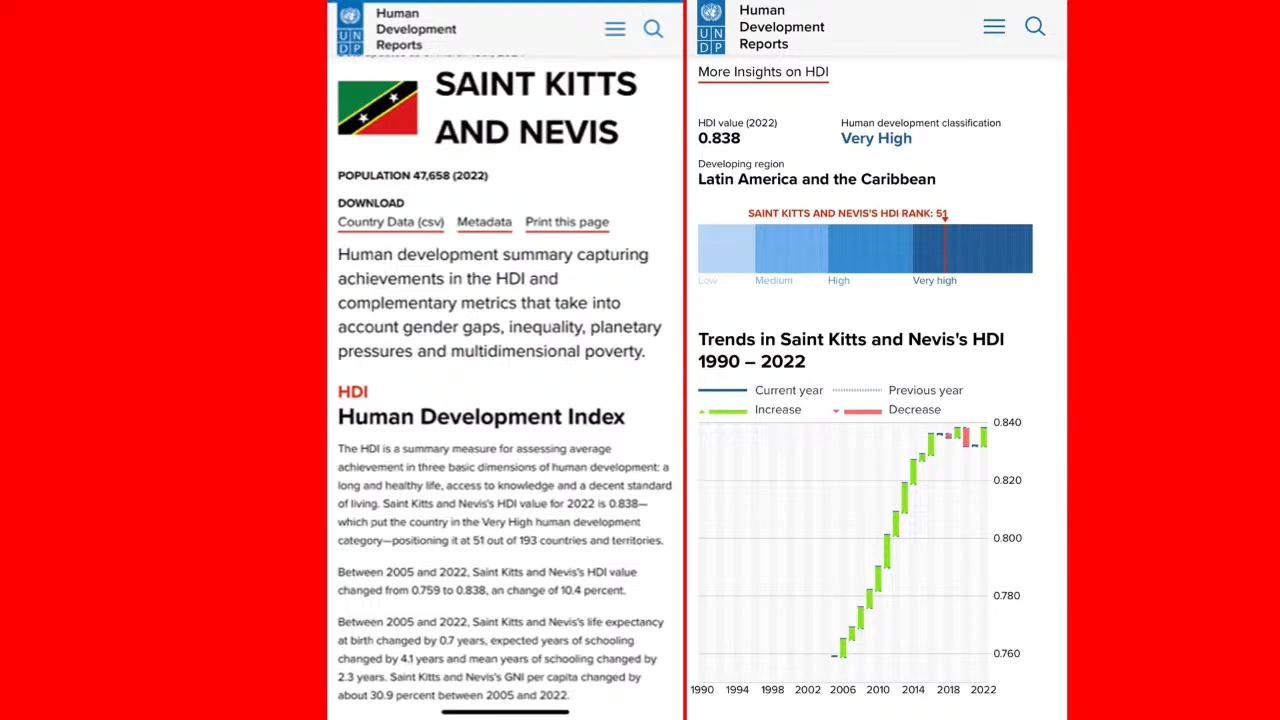 Human
Development
Reports
UN
DP
SAINT KITTS
AND NEVIS
POPULATION 47,658 (2022)
DOWNLOAD
Country Data (csv) Metadata Print this page
Human development summary capturing
achievements in the HDI and
complementary metrics that take into
account gender gaps, inequality, planetary
pressures and multidimensional poverty.
HDI
Human Development Index
The HDI is a summary measure for assessing average
achievement in three basic dimensions of human development: a
long and healthy life, access to knowledge and a decent standard
of living. Saint Kitts and Nevis's HDI value for 2022 is 0.838—
which put the country in the Very High human development
category—positioning it at 51 out of 193 countries and territories.
Between 2005 and 2022, Saint Kitts and Nevis's HDI value
changed from 0.759 to 0.838, an change of 10.4 percent.
Between 2005 and 2022, Saint Kitts and Nevis's life expectancy
at birth changed by 0.7 years, expected years of schooling
changed by 4.1 years and mean years of schooling changed by
2.3 years. Saint Kitts and Nevis's GNI per capita changed by
about 30.9 percent between 2005 and 2022.
Human
Development
Reports
UN
DP
More Insights on HDI
HDI value (2022) Human development classification
0.838 Very High
Developing region
Latin America and the Caribbean
SAINT KITTS AND NEVIS'S HDI RANK: 51
Low Medium High Very high
Trends in Saint Kitts and Nevis's HDI
1990 – 2022
Current year Previous year
Increase Decrease
0.840
0.820
0.800
0.780
0.760
1990 1994 1998 2002 2006 2010 2014 2018 2022